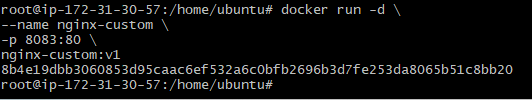 root@ip-172-31-30-57:/home/ubuntu# docker run -d \
--name nginx-custom \
-p 8083:80 \
nginx-custom:v1
8b4e19dbb3060853d95caac6ef532a6c0bfb2696b3d7fe253da8065b51c8bb20
root@ip-172-31-30-57:/home/ubuntu#